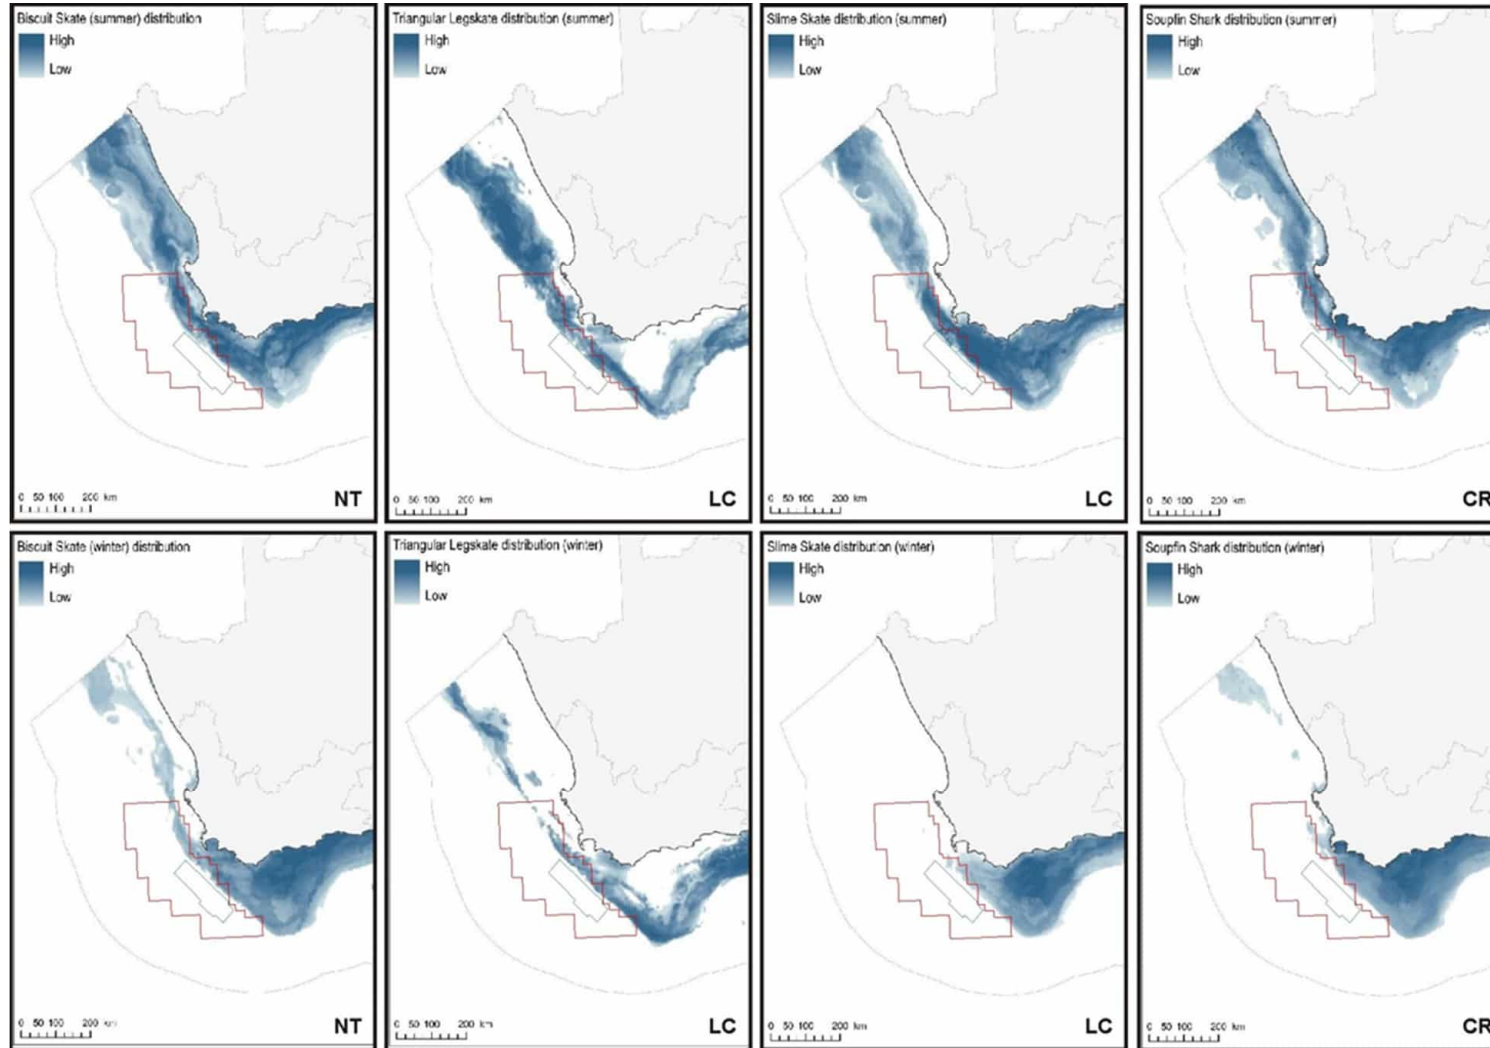 Biscuit Skate (summer) distribution
High
Low
0 50 100 200 km
NT
Triangular Legskate distribution (summer)
High
Low
0 50 100 200 km
LC
Slime Skate distribution (summer)
High
Low
0 50 100 200 km
LC
Soupfin Shark distribution (summer)
High
Low
0 50 100 200 km
CR
Biscuit Skate (winter) distribution
High
Low
0 50 100 200 km
NT
Triangular Legskate distribution (winter)
High
Low
0 50 100 200 km
LC
Slime Skate distribution (winter)
High
Low
0 50 100 200 km
LC
Soupfin Shark distribution (winter)
High
Low
0 50 100 200 km
CR